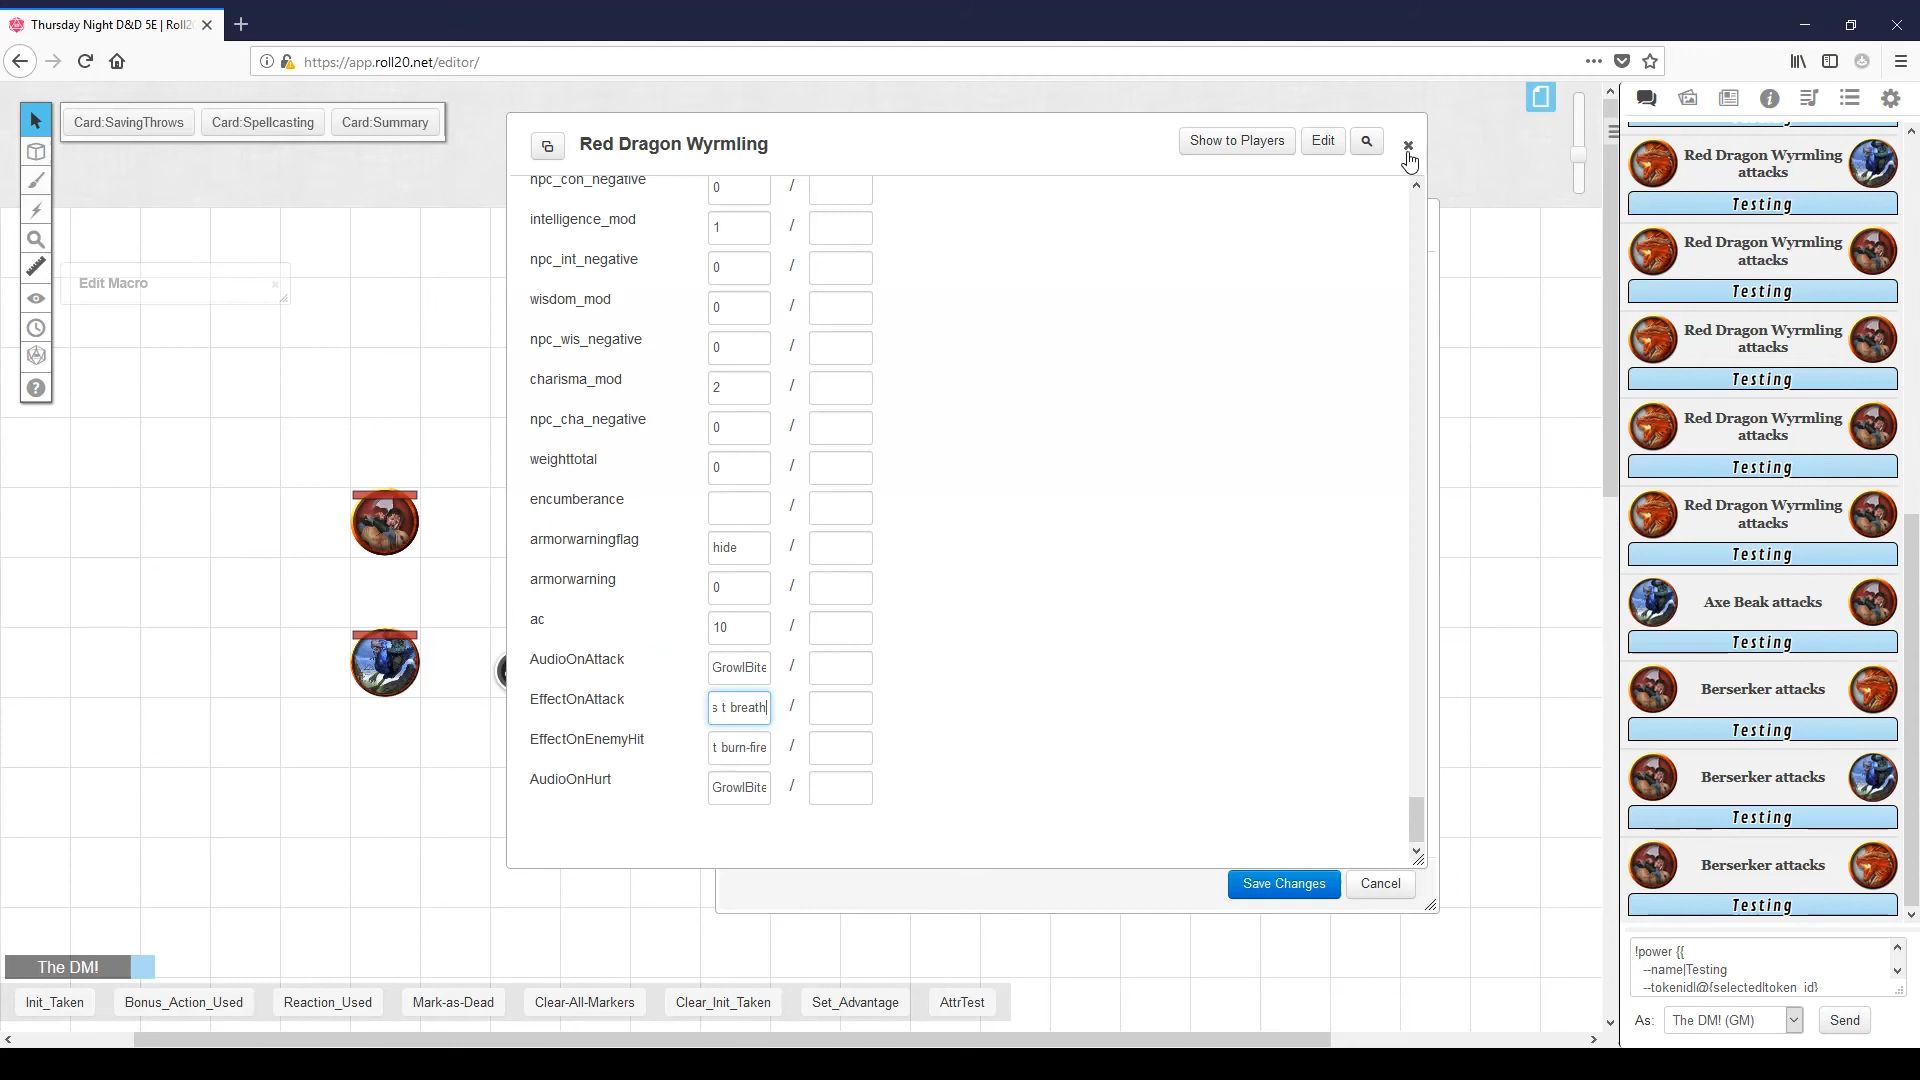 Thursday Night D&D 5E | Roll20
https://app.roll20.net/editor/
Card:SavingThrows
Card:Spellcasting
Card:Summary
Edit Macro
Red Dragon Wyrmling
Show to Players
Edit
npc_con_negative 0 /
intelligence_mod 1 /
npc_int_negative 0 /
wisdom_mod 0 /
npc_wis_negative 0 /
charisma_mod 2 /
npc_cha_negative 0 /
weighttotal 0 /
encumberance /
armorwarningflag hide /
armorwarning 0 /
ac 10 /
AudioOnAttack GrowlBite /
EffectOnAttack s t breath /
EffectOnEnemyHit t burn-fire /
AudioOnHurt GrowlBite /
Save Changes
Cancel
The DM!
Init_Taken
Bonus_Action_Used
Reaction_Used
Mark-as-Dead
Clear-All-Markers
Clear_Init_Taken
Set_Advantage
AttrTest
Testing
Red Dragon Wyrmling
attacks
Testing
Red Dragon Wyrmling
attacks
Testing
Red Dragon Wyrmling
attacks
Testing
Red Dragon Wyrmling
attacks
Testing
Red Dragon Wyrmling
attacks
Testing
Axe Beak attacks
Testing
Berserker attacks
Testing
Berserker attacks
Testing
Berserker attacks
Testing
!power {{
--name|Testing
--tokenid|@{selected|token_id}
As:
The DM! (GM)
Send